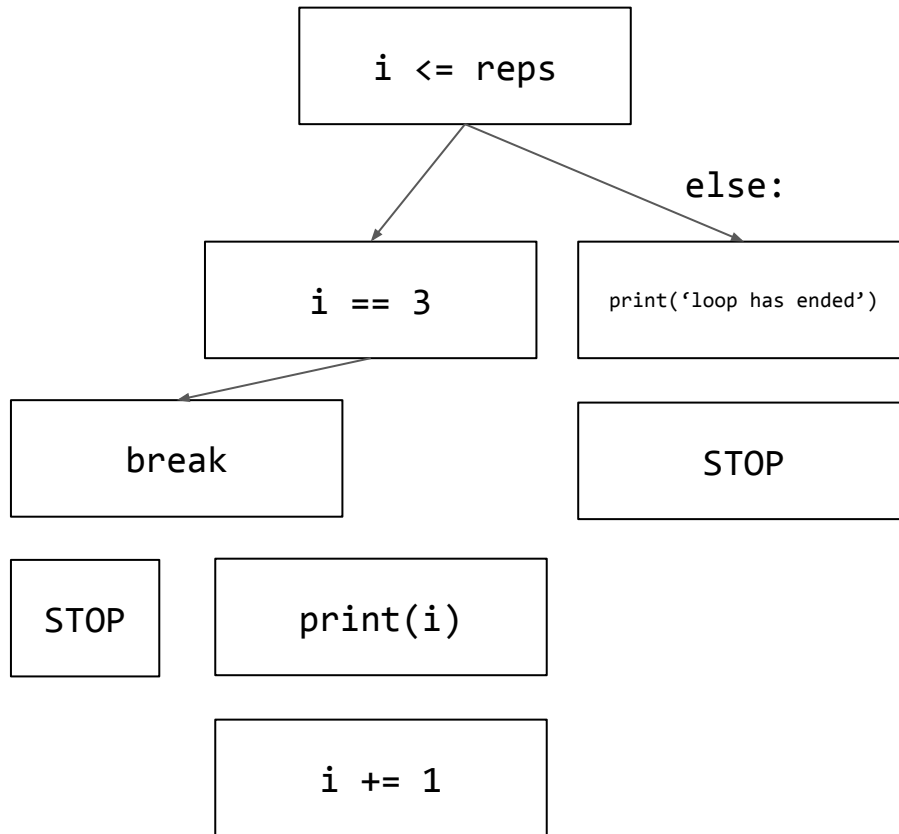 i <= reps
else:
i == 3
print(‘loop has ended’)
break
STOP
STOP
print(i)
i += 1